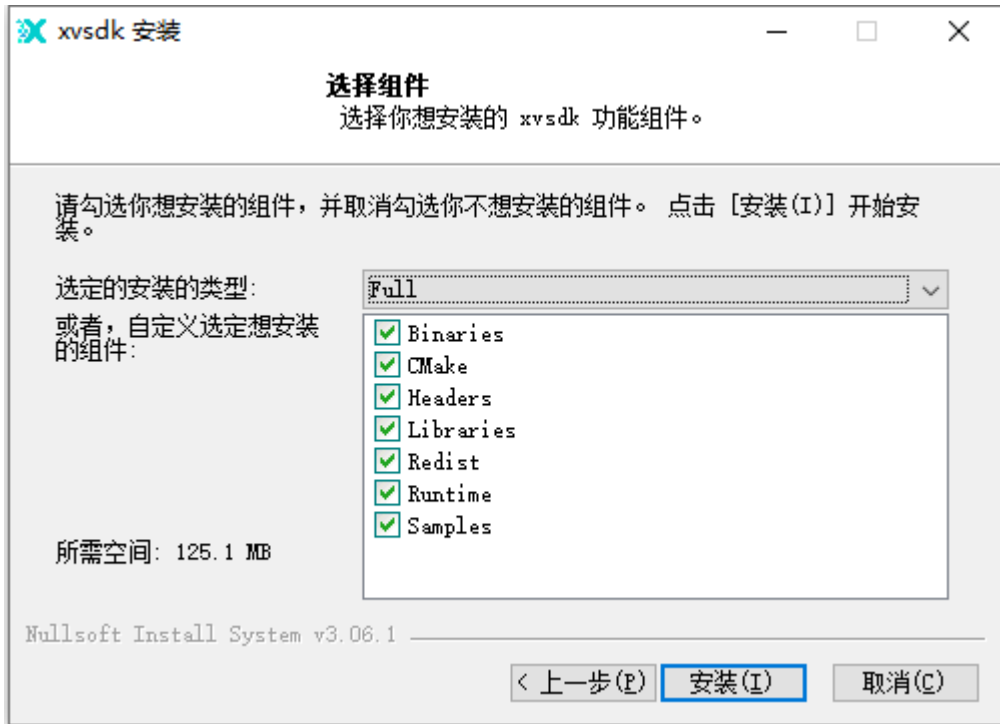 xvsdk 安装
选择组件
选择你想安装的 xvsdk 功能组件。
请勾选你想安装的组件，并取消勾选你不想安装的组件。 点击 [安装(I)] 开始安
装。
选定的安装的类型:
Full
或者，自定义选定想安装
的组件:
Binaries
CMake
Headers
Libraries
Redist
Runtime
Samples
所需空间: 125.1 MB
Nullsoft Install System v3.06.1
< 上一步(P)
安装(I)
取消(C)